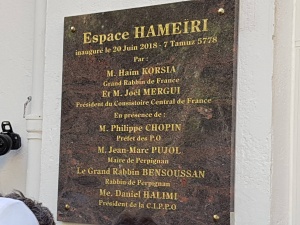 Espace HAMEIRI
inauguré le 20 Juin 2018 - 7 Tamuz 5778
Par :
M. Haïm KORSIA
Grand Rabbin de France
Et M. Joël MERGUI
Président du Consistoire Central de France
En présence de :
M. Philippe CHOPIN
Préfet des P.O
M. Jean-Marc PUJOL
Maire de Perpignan
Le Grand Rabbin BENSOUSSAN
Rabbin de Perpignan
Me. Daniel HALIMI
Président de la C.I.P.P.O